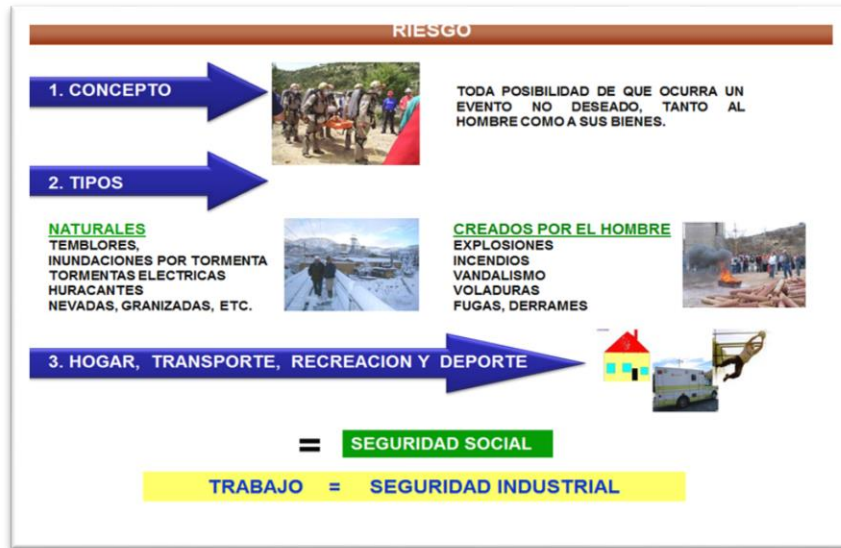 RIESGO
1. CONCEPTO
TODA POSIBILIDAD DE QUE OCURRA UN
EVENTO NO DESEADO, TANTO AL
HOMBRE COMO A SUS BIENES.
2. TIPOS
NATURALES
TEMBLORES,
INUNDACIONES POR TORMENTA
TORMENTAS ELECTRICAS
HURACANTES
NEVADAS, GRANIZADAS, ETC.
CREADOS POR EL HOMBRE
EXPLOSIONES
INCENDIOS
VANDALISMO
VOLADURAS
FUGAS, DERRAMES
3. HOGAR, TRANSPORTE, RECREACION Y DEPORTE
= SEGURIDAD SOCIAL
TRABAJO = SEGURIDAD INDUSTRIAL